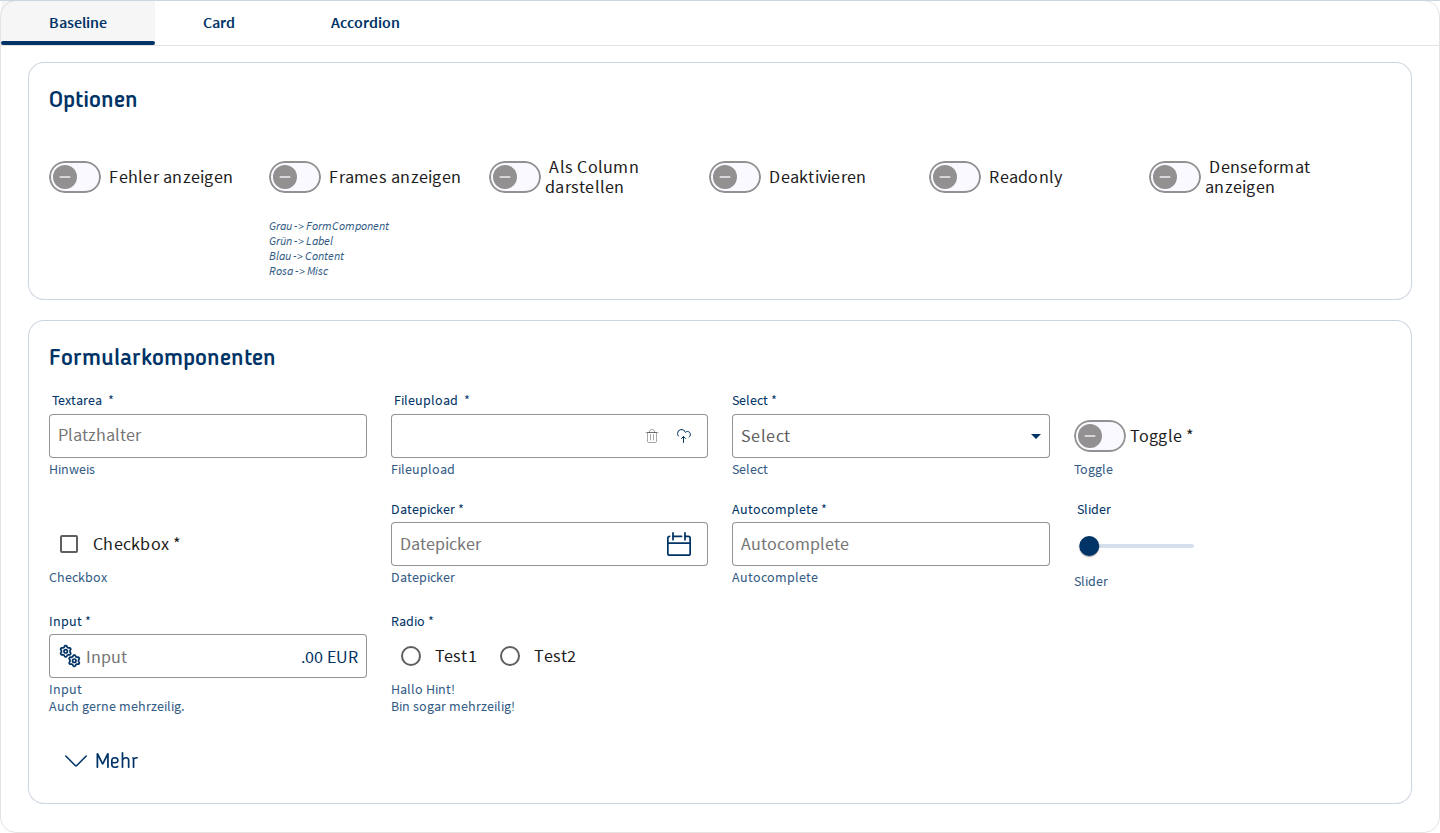 Baseline Card Accordion
Optionen
Fehler anzeigen Frames anzeigen Als Column darstellen Deaktivieren Readonly Denseformat anzeigen
Grau -> FormComponent
Grün -> Label
Blau -> Content
Rosa -> Misc
Formularkomponenten
Textarea * Fileupload * Select *
Platzhalter Select Toggle *
Hinweis Fileupload Select Toggle
Datepicker * Autocomplete * Slider
Checkbox * Datepicker Autocomplete
Checkbox Datepicker Autocomplete Slider
Input * Radio *
Input .00 EUR Test1 Test2
Input Hallo Hint!
Auch gerne mehrzeilig. Bin sogar mehrzeilig!
Mehr